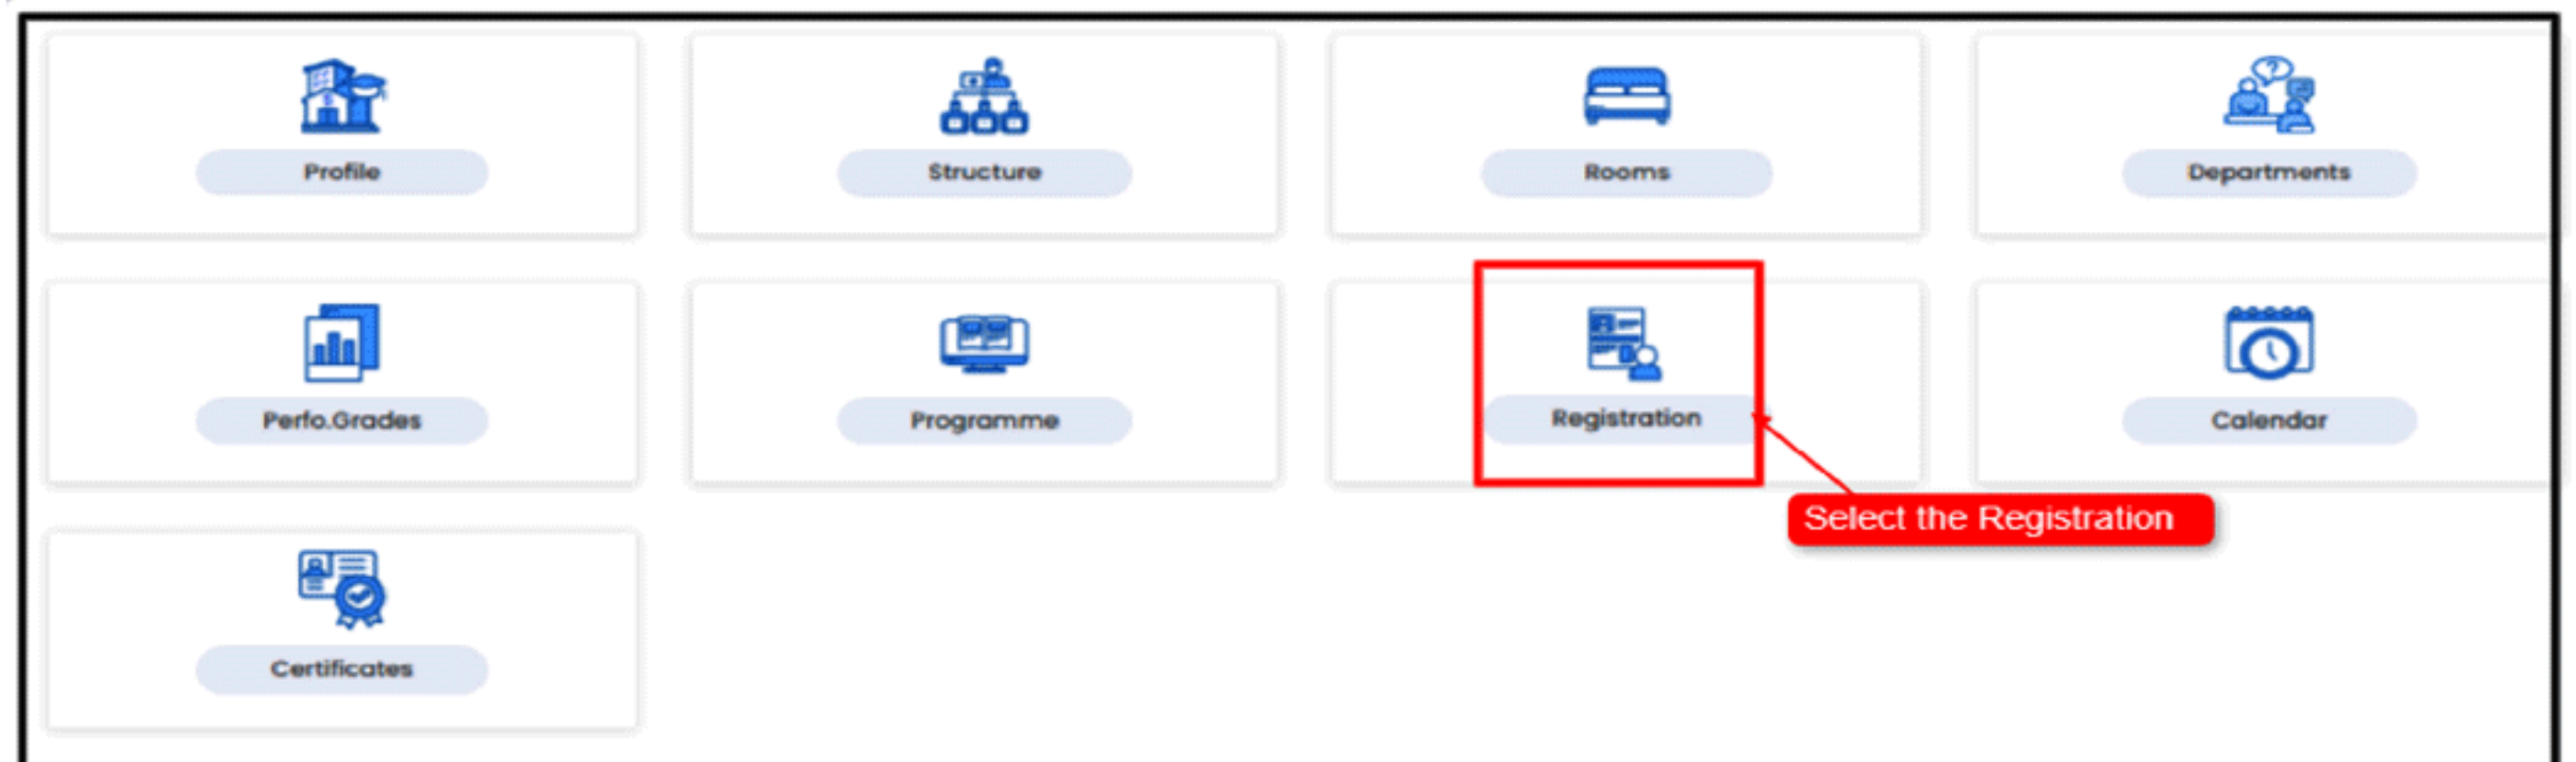 Profile
Structure
Rooms
Departments
Perfo.Grades
Programme
Registration
Calendar
Select the Registration
Certificates